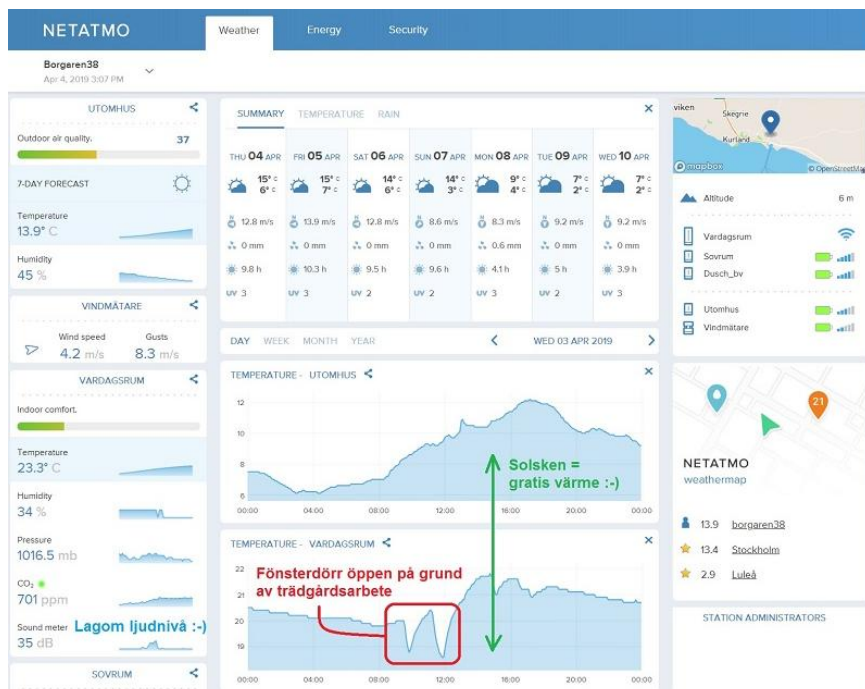 NETATMO
Weather
Energy
Security
Borgaren38
Apr 4, 2019 3:07 PM
UTOMHUS
Outdoor air quality.
37
7-DAY FORECAST
Temperature
13.9° C
Humidity
45 %
VINDMÄTARE
Wind speed
Gusts
4.2 m/s
8.3 m/s
VARDAGSRUM
Indoor comfort.
Temperature
23.3° C
Humidity
34 %
Pressure
1016.5 mb
CO₂
701 ppm
Sound meter
Lagom ljudnivå :-)
35 dB
SOVRUM
SUMMARY TEMPERATURE RAIN
THU 04 APR FRI 05 APR SAT 06 APR SUN 07 APR MON 08 APR TUE 09 APR WED 10 APR
15° C 15° C 14° C 14° C 9° C 7° C 7° C
6° C 7° C 6° C 3° C 4° C 2° C 2° C
N N N N N N N
12.8 m/s 13.9 m/s 12.8 m/s 8.6 m/s 8.3 m/s 9.2 m/s 9.2 m/s
0 mm 0 mm 0 mm 0 mm 0.6 mm 0 mm 0 mm
9.8 h 10.3 h 9.5 h 9.6 h 4.1 h 5 h 3.9 h
UV 3 UV 3 UV 2 UV 2 UV 3 UV 2 UV 3
DAY WEEK MONTH YEAR
WED 03 APR 2019
TEMPERATURE - UTOMHUS
12
10
8
6
Solsken =
gratis värme :-)
00:00 04:00 08:00 12:00 16:00 20:00 00:00
TEMPERATURE - VARDAGSRUM
22
21
20
19
Fönsterdörr öppen på grund
av trädgårdsarbete
00:00 04:00 08:00 12:00 16:00 20:00 00:00
viken
Skegrie
Kurland
mapbox
© OpenStreetMap
Altitude
6 m
Vardagsrum
Sovrum
Dusch_bv
Utomhus
Vindmätare
21
NETATMO
weathermap
13.9 borgaren38
13.4 Stockholm
2.9 Luleå
STATION ADMINISTRATORS